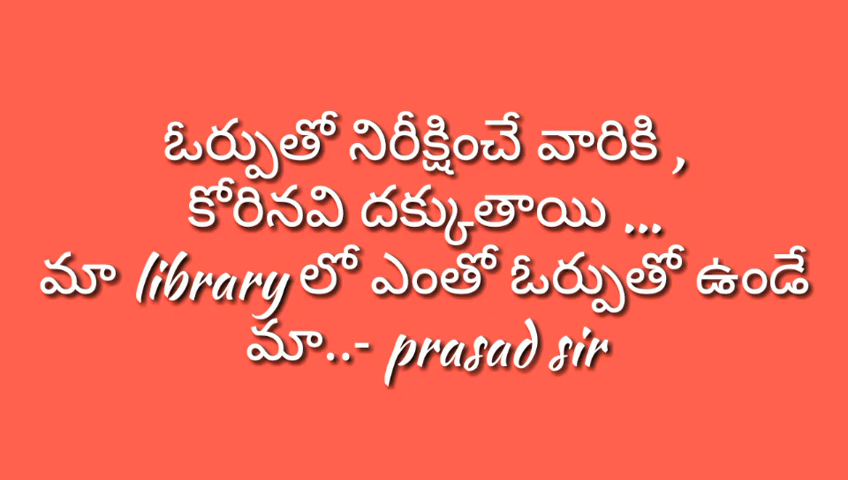 ఓర్పుతో నిరీక్షించే వారికి ,
కోరినవి దక్కుతాయి ...
మా library లో ఎంతో ఓర్పుతో ఉండే
మా..- prasad sir